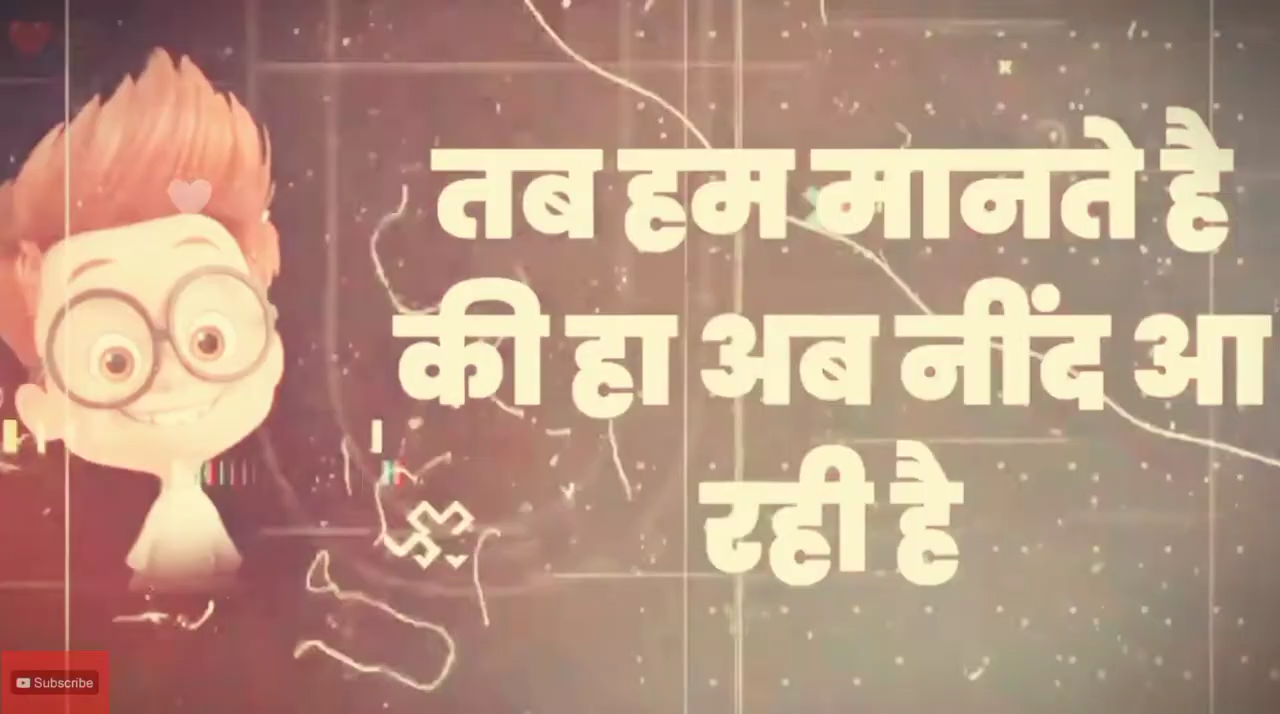 तब हम मानते है
की हा अब नींद आ
रही है
Subscribe